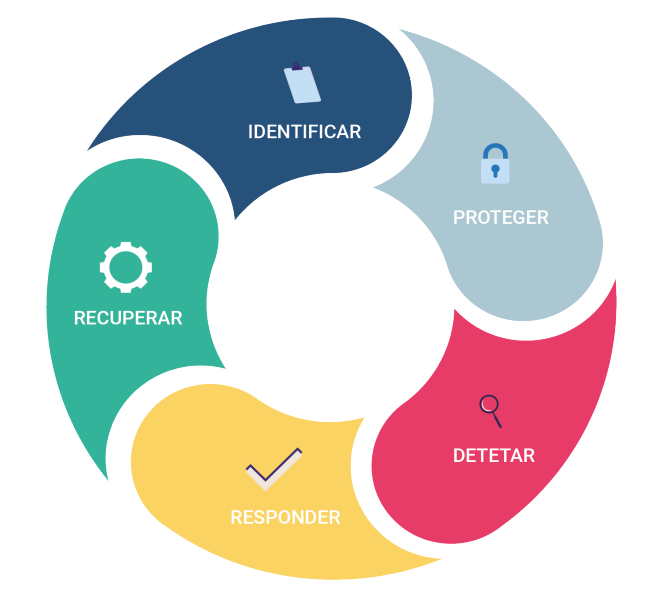 IDENTIFICAR
PROTEGER
DETETAR
RESPONDER
RECUPERAR